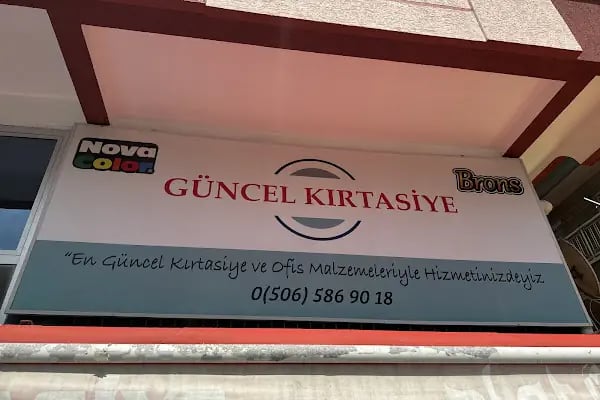 Nova
Color
GÜNCEL KIRTASİYE
Brons
"En Güncel Kırtasiye ve Ofis Malzemeleriyle Hizmetinizdeyiz
0(506) 586 90 18